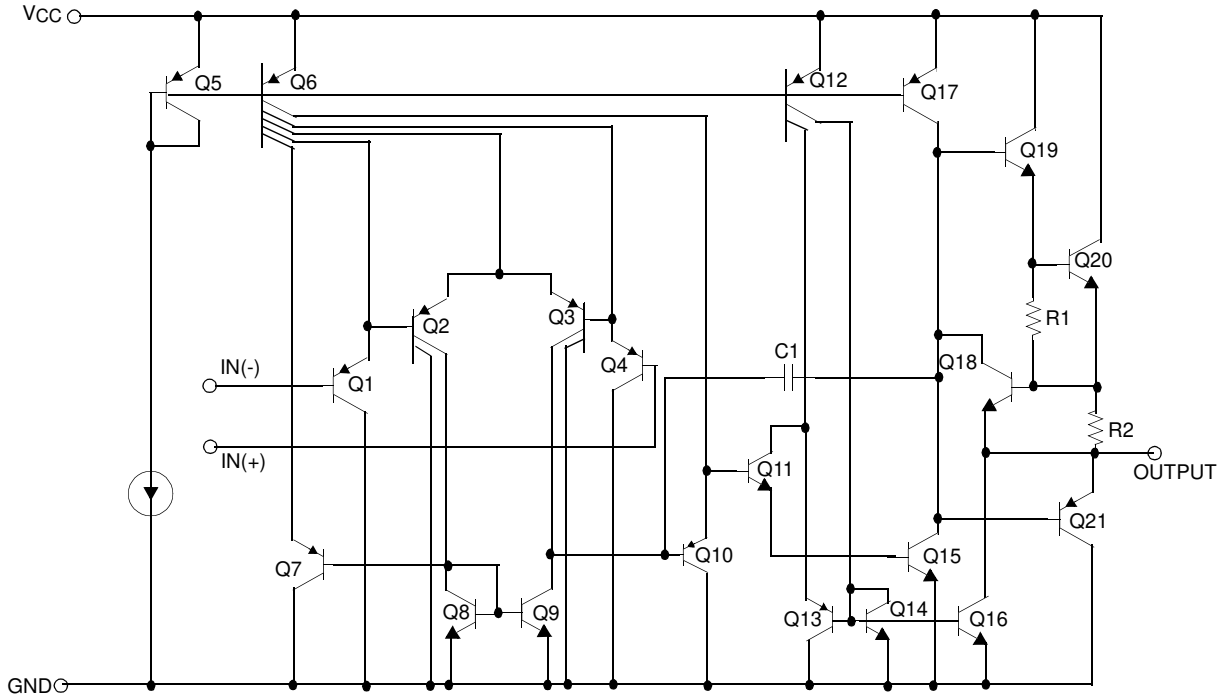 VCC
Q5
Q6
Q12
Q17
Q19
Q20
Q2
Q3
R1
C1
Q18
Q4
IN(-)
Q1
R2
IN(+)
Q11
OUTPUT
Q21
Q7
Q10
Q15
Q8
Q9
Q13
Q14
Q16
GND